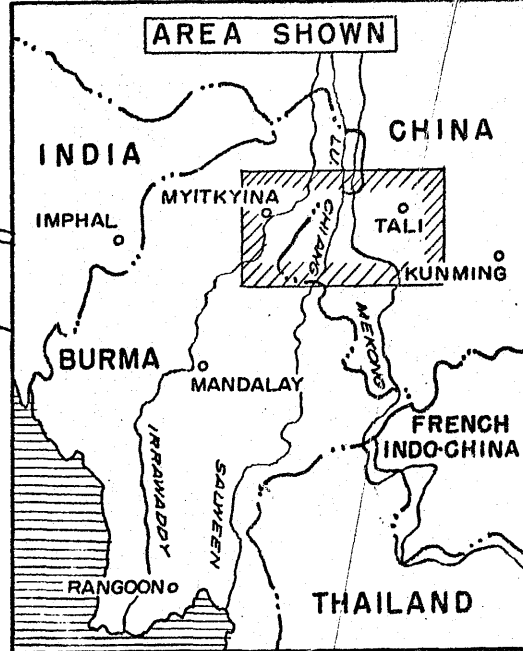 AREA SHOWN
CHINA
INDIA
LU
MYITKYINA
IMPHAL
TALI
CHIANG
KUNMING
MEKONG
BURMA
MANDALAY
FRENCH
INDO-CHINA
IRRAWADDY
SALWEEN
RANGOON
THAILAND